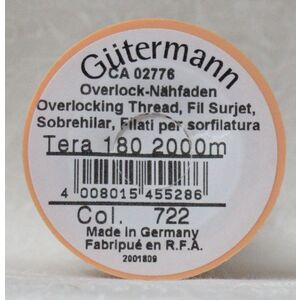 Gütermann
CA 02776
Overlock-Nähfaden
Overlocking Thread, Fil Surjet,
Sobrehilar, Filati per sorfilatura
Tera 180 2000m
4 008015 455286
Col. 722
Made in Germany
Fabriqué en R.F.A.
2001809